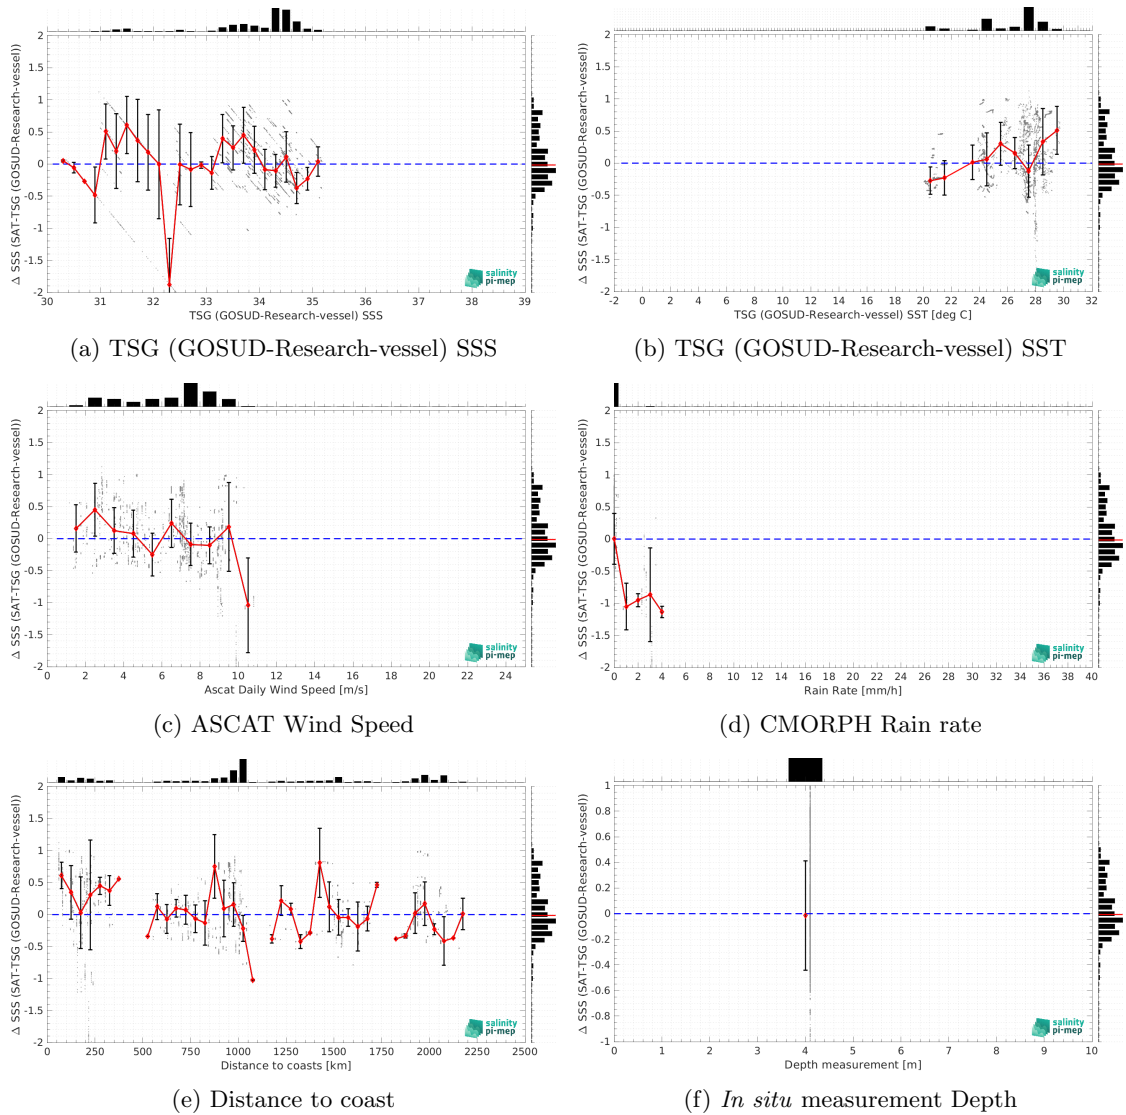 2
1.5
1
0.5
0
-0.5
-1
-1.5
-2
Δ SSS (SAT-TSG (GOSUD-Research-vessel))
30 31 32 33 34 35 36 37 38 39
TSG (GOSUD-Research-vessel) SSS
salinity
pi-mep
(a) TSG (GOSUD-Research-vessel) SSS
2
1.5
1
0.5
0
-0.5
-1
-1.5
-2
Δ SSS (SAT-TSG (GOSUD-Research-vessel))
-2 0 2 4 6 8 10 12 14 16 18 20 22 24 26 28 30 32
TSG (GOSUD-Research-vessel) SST [deg C]
salinity
pi-mep
(b) TSG (GOSUD-Research-vessel) SST
2
1.5
1
0.5
0
-0.5
-1
-1.5
-2
Δ SSS (SAT-TSG (GOSUD-Research-vessel))
0 2 4 6 8 10 12 14 16 18 20 22 24
Ascat Daily Wind Speed [m/s]
salinity
pi-mep
(c) ASCAT Wind Speed
2
1.5
1
0.5
0
-0.5
-1
-1.5
-2
Δ SSS (SAT-TSG (GOSUD-Research-vessel))
0 2 4 6 8 10 12 14 16 18 20 22 24 26 28 30 32 34 36 38 40
Rain Rate [mm/h]
salinity
pi-mep
(d) CMORPH Rain rate
2
1.5
1
0.5
0
-0.5
-1
-1.5
-2
Δ SSS (SAT-TSG (GOSUD-Research-vessel))
0 250 500 750 1000 1250 1500 1750 2000 2250 2500
Distance to coasts [km]
salinity
pi-mep
(e) Distance to coast
1
0.8
0.6
0.4
0.2
0
-0.2
-0.4
-0.6
-0.8
-1
Δ SSS (SAT-TSG (GOSUD-Research-vessel))
0 1 2 3 4 5 6 7 8 9 10
Depth measurement [m]
salinity
pi-mep
(f) In situ measurement Depth